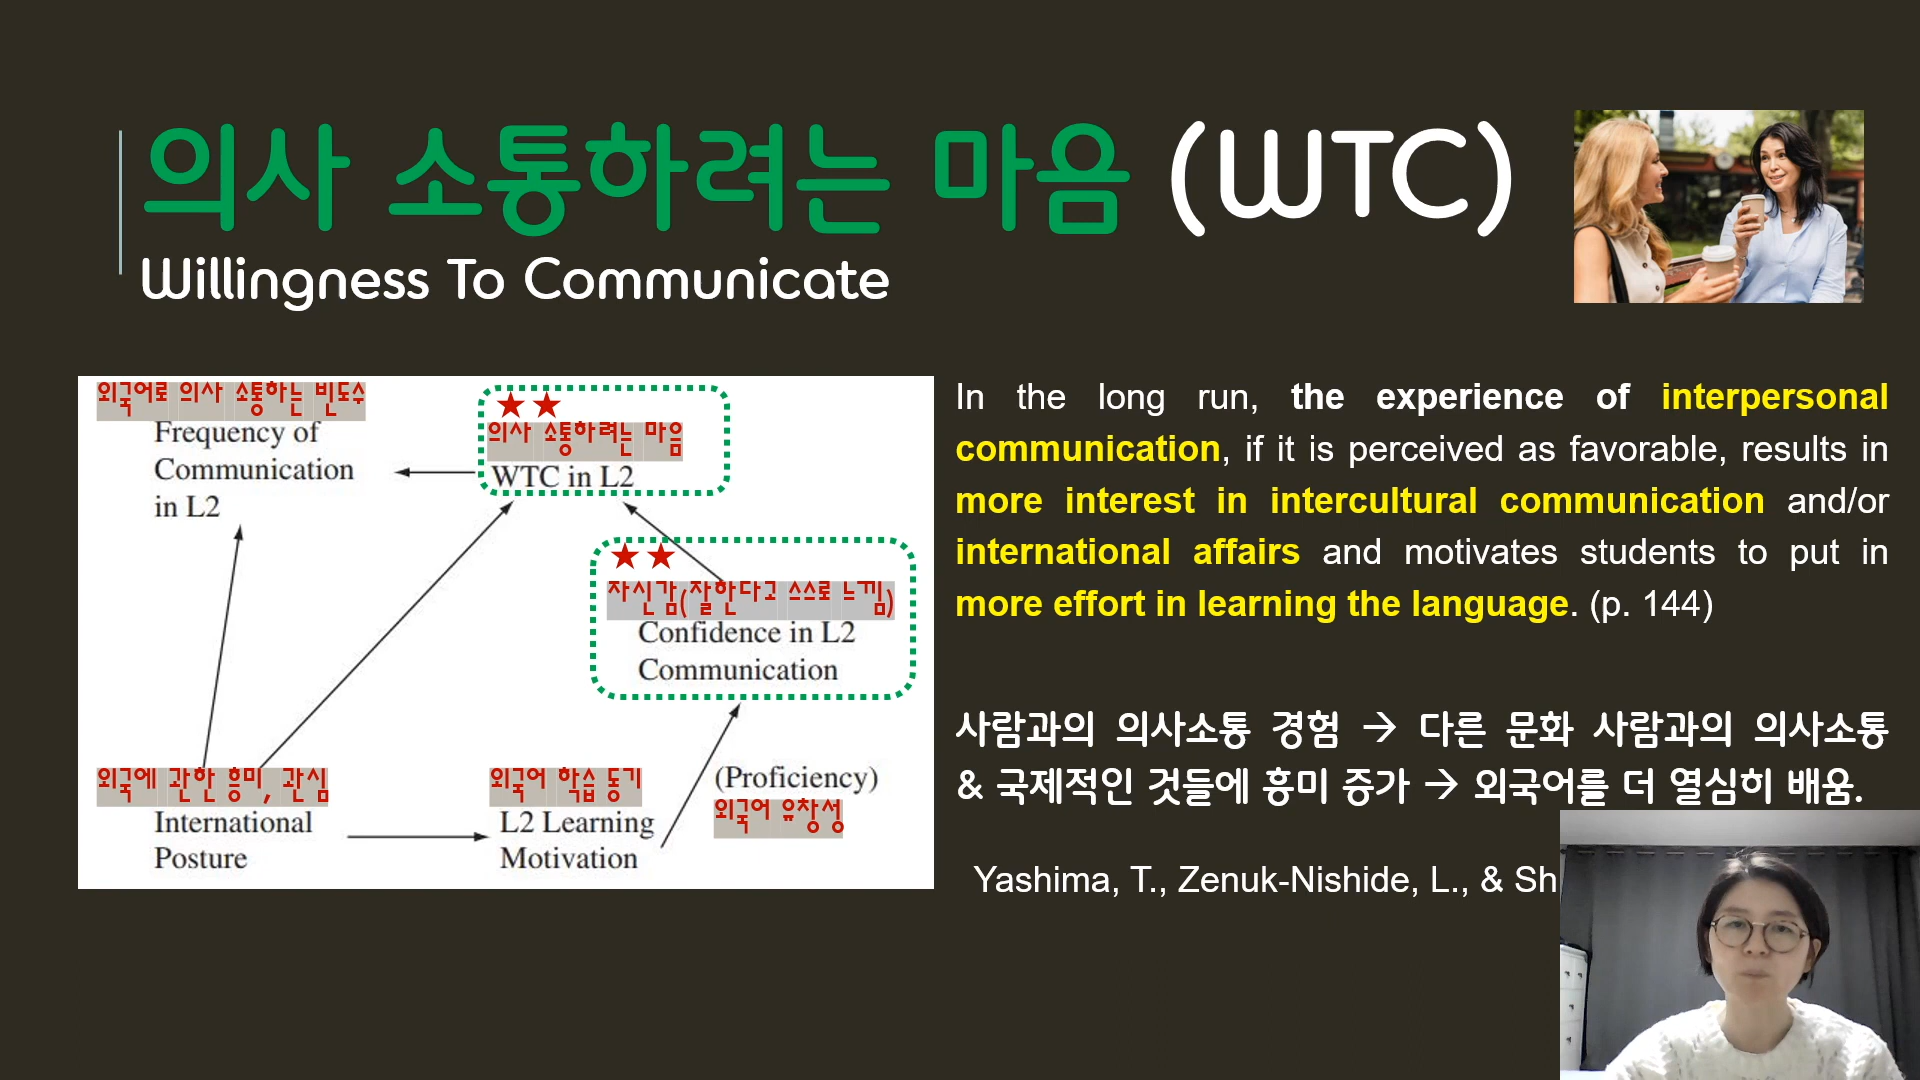 의사 소통하려는 마음 (WTC)
Willingness To Communicate
외국어로 의사 소통하는 빈도수
Frequency of
Communication
in L2
★★
의사 소통하려는 마음
WTC in L2
★★
자신감(잘한다고 스스로 느낌)
Confidence in L2
Communication
외국에 관한 흥미, 관심
International
Posture
외국어 학습 동기
L2 Learning
Motivation
(Proficiency)
외국어 유창성
In the long run, the experience of interpersonal
communication, if it is perceived as favorable, results in
more interest in intercultural communication and/or
international affairs and motivates students to put in
more effort in learning the language. (p. 144)
사람과의 의사소통 경험 → 다른 문화 사람과의 의사소통
& 국제적인 것들에 흥미 증가 → 외국어를 더 열심히 배움.
Yashima, T., Zenuk-Nishide, L., & Sh